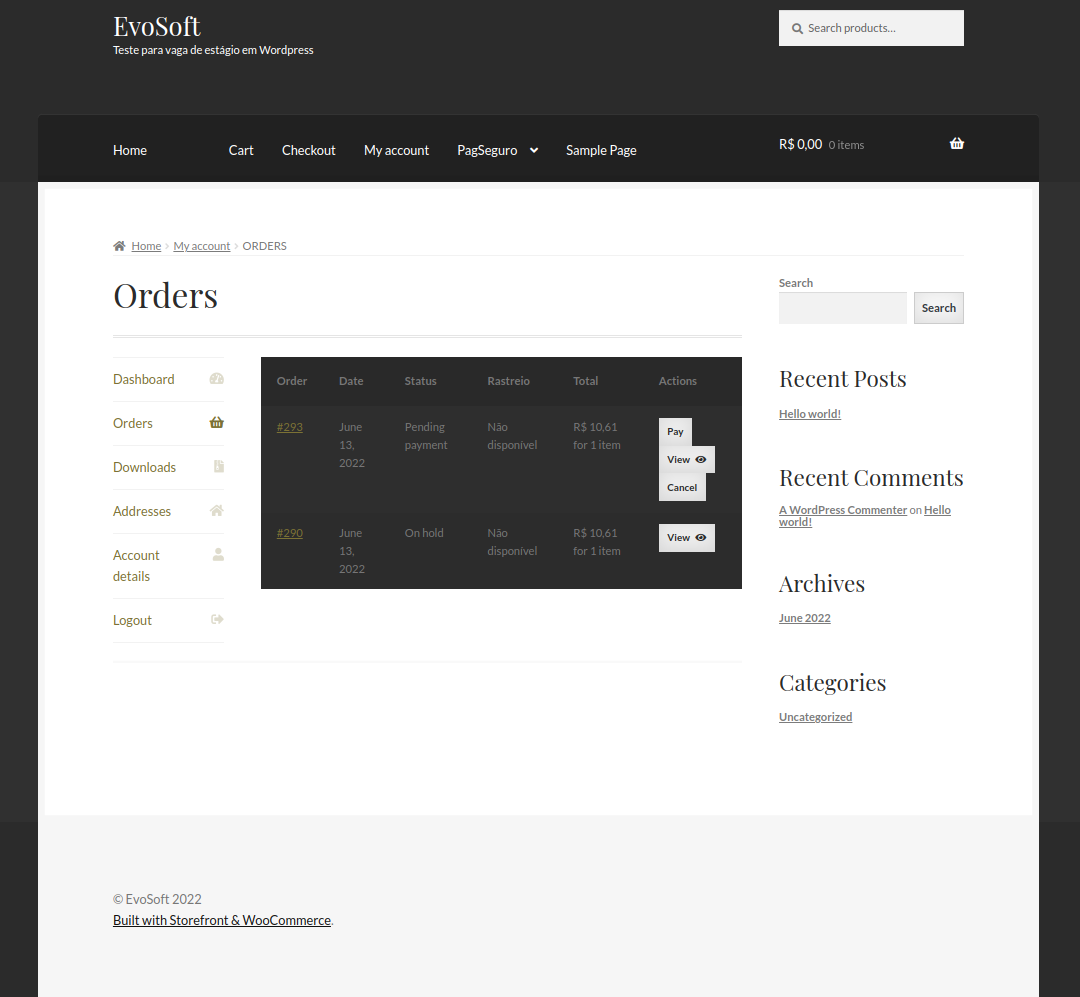 EvoSoft
Teste para vaga de estágio em Wordpress
Search products...
Home Cart Checkout My account PagSeguro Sample Page R$ 0,00 0 items
Home My account ORDERS
Orders
Dashboard
Orders
Downloads
Addresses
Account
details
Logout
Order Date Status Rastreio Total Actions
#293 June Pending Não R$ 10,61 Pay
13, payment disponível for 1 item
2022 View
Cancel
#290 June On hold Não R$ 10,61 View
13, disponível for 1 item
2022
Search
Search
Recent Posts
Hello world!
Recent Comments
A WordPress Commenter on Hello
world!
Archives
June 2022
Categories
Uncategorized
© EvoSoft 2022
Built with Storefront & WooCommerce.